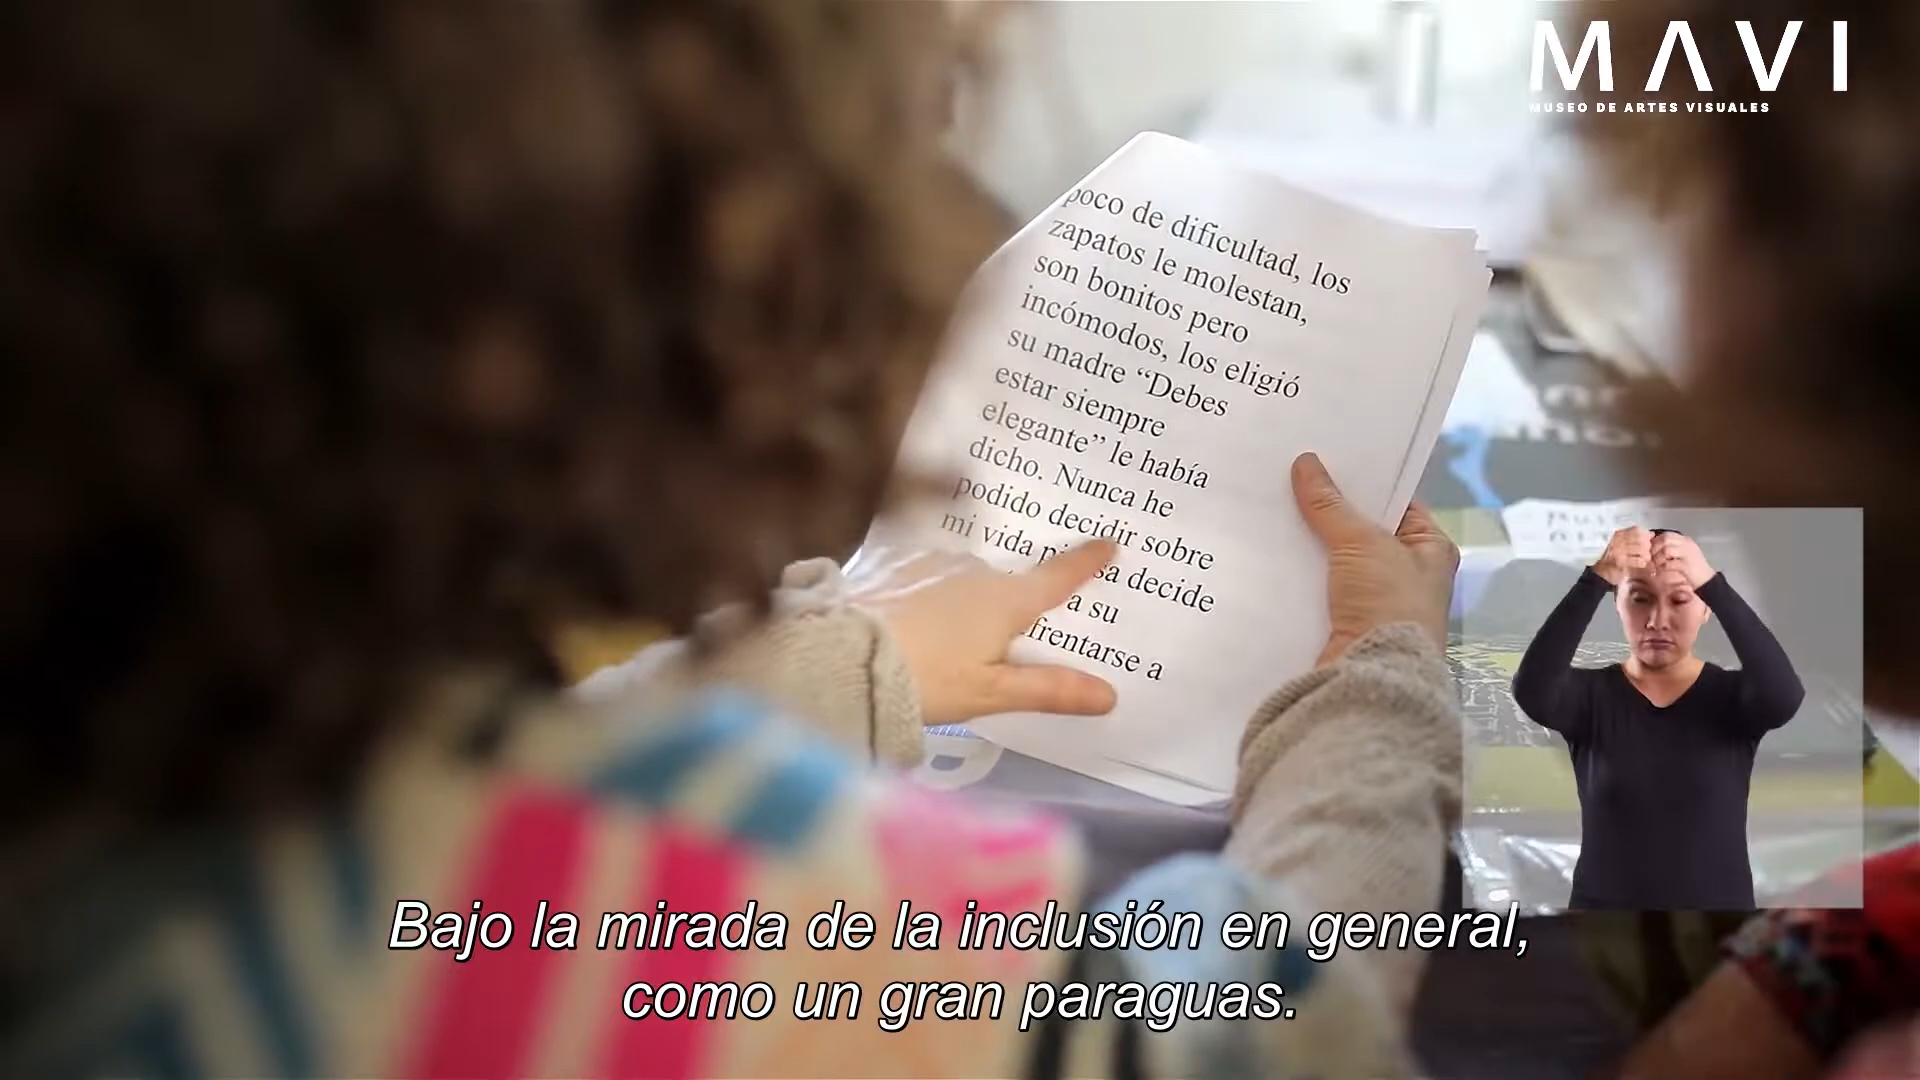 MAVI
MUSEO DE ARTES VISUALES
poco de dificultad, los
zapatos le molestan,
son bonitos pero
incómodos, los eligió
su madre “Debes
estar siempre
elegante” le había
dicho. Nunca he
podido decidir sobre
mi vida decide
a su
frentarse a
Bajo la mirada de la inclusión en general,
como un gran paraguas.